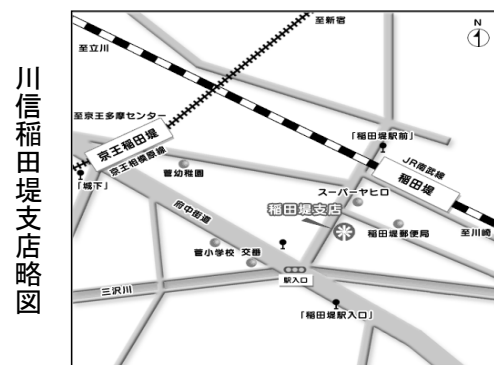 川信稲田堤支店略図
至新宿
N
至立川
至京王多摩センター
京王稲田堤
京王相模原線
「稲田堤駅前」
JR南武線
稲田堤
「城下」
菅幼稚園
スーパーヤヒロ
稲田堤支店
府中街道
稲田堤郵便局
至川崎
菅小学校
交番
駅入口
三沢川
「稲田堤駅入口」